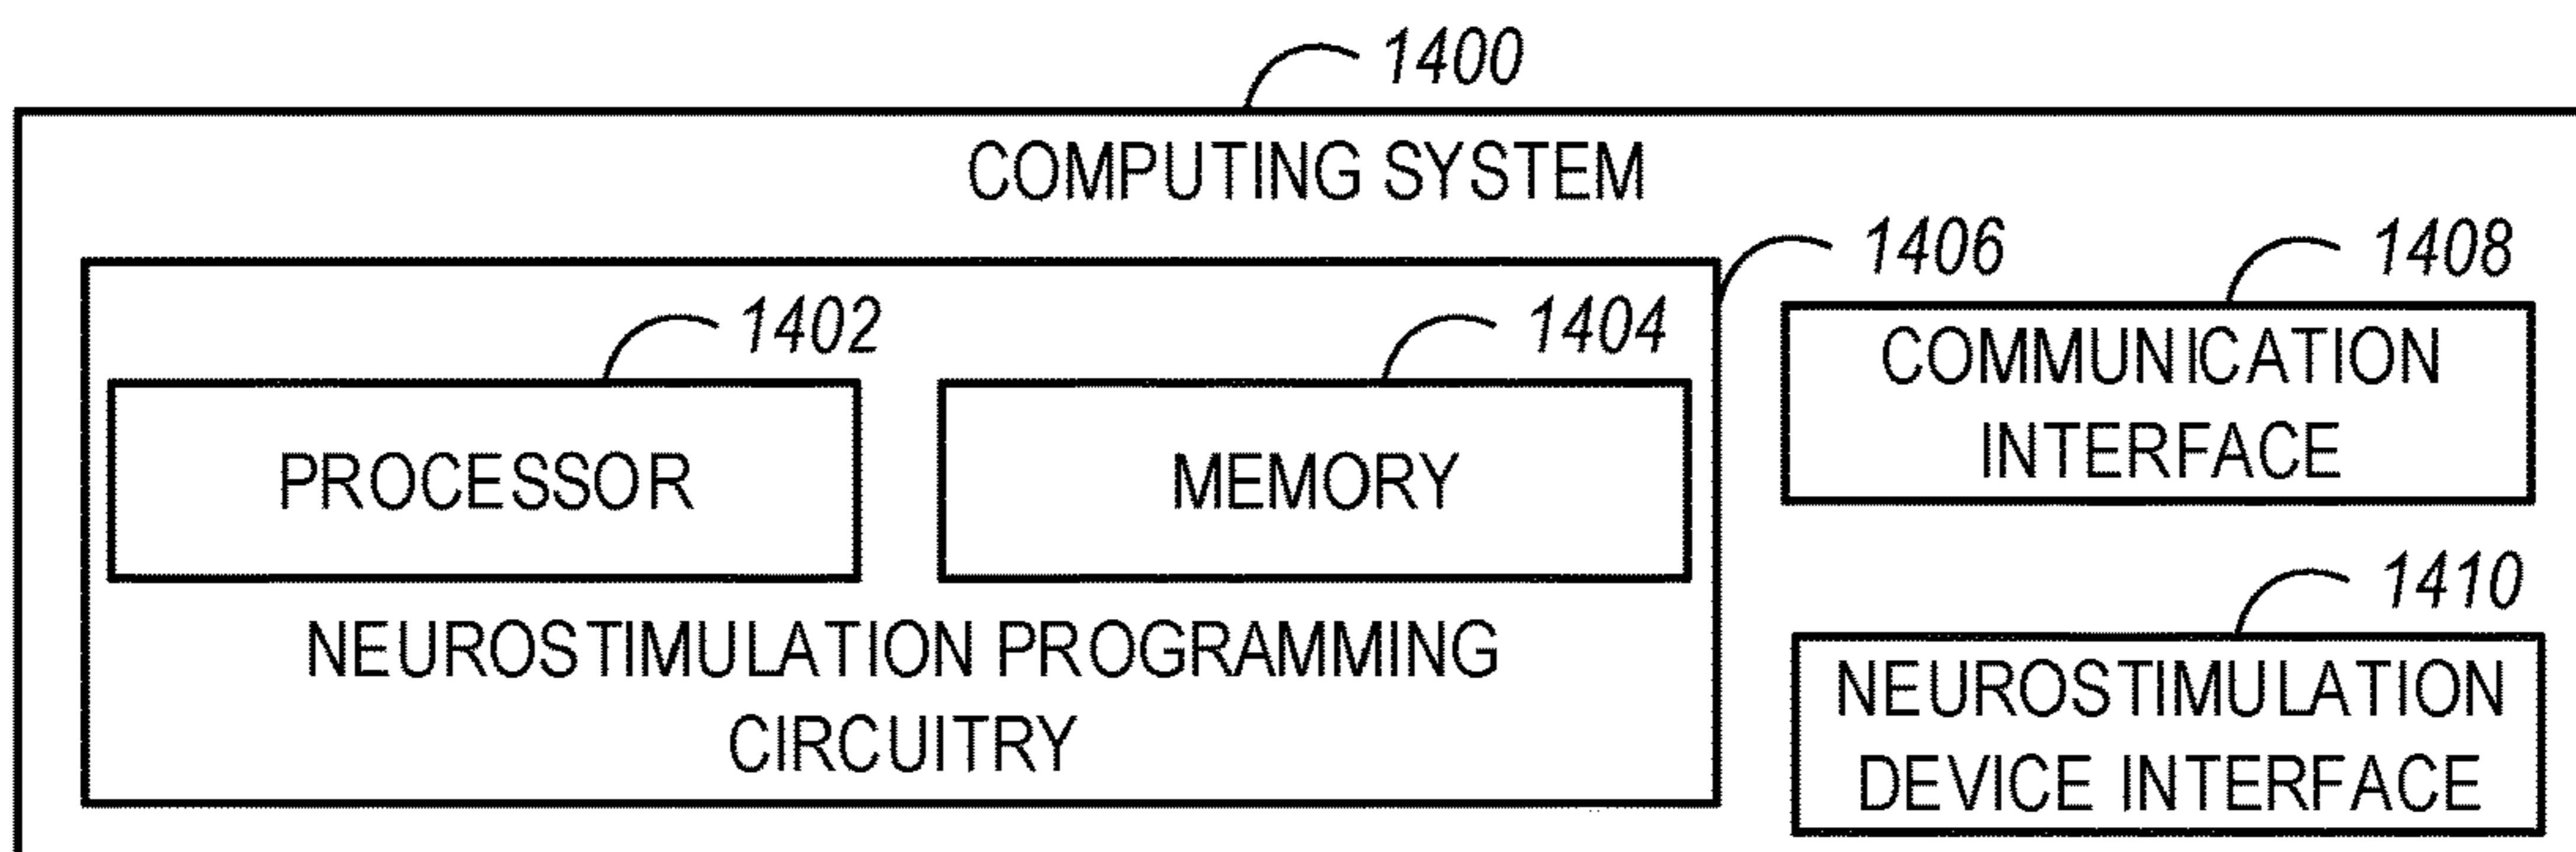 1400
COMPUTING SYSTEM
1406
1408
1402
1404
COMMUNICATION
INTERFACE
PROCESSOR
MEMORY
1410
NEUROSTIMULATION PROGRAMMING
CIRCUITRY
NEUROSTIMULATION
DEVICE INTERFACE